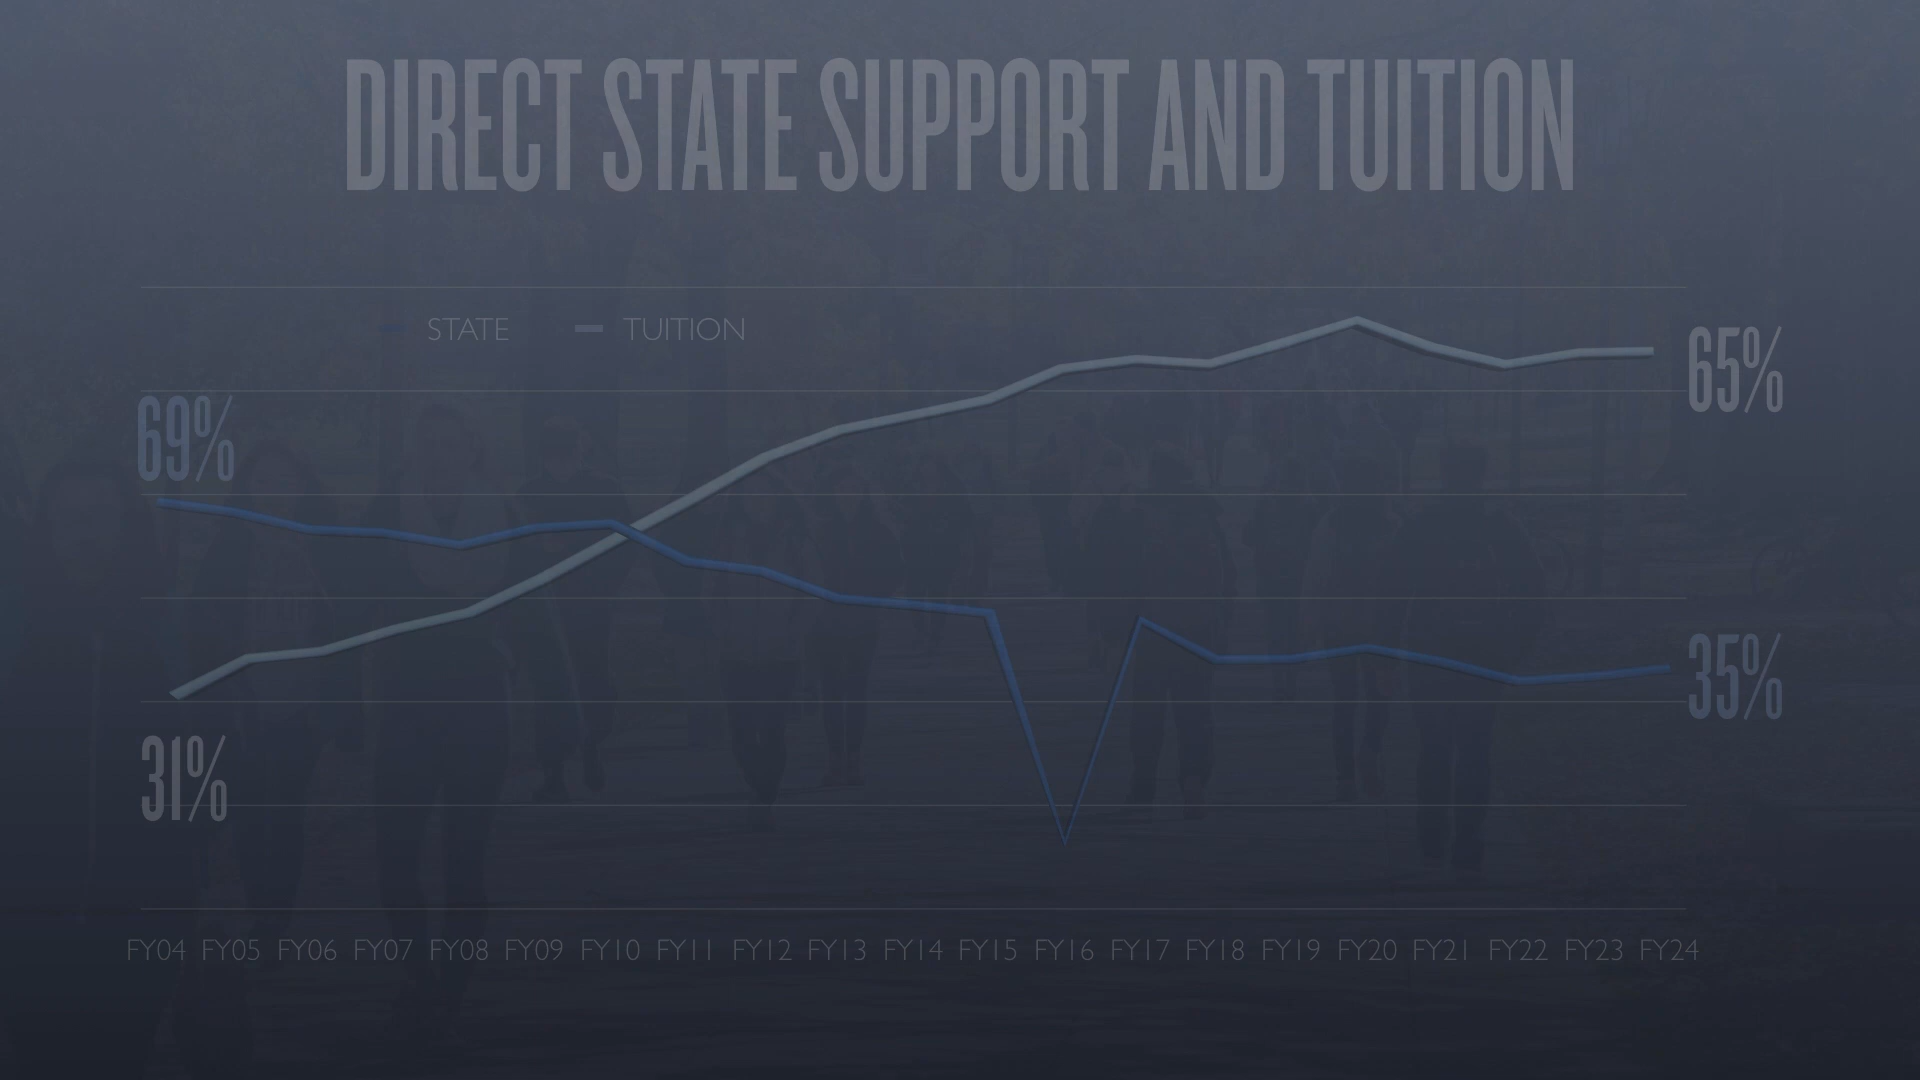 DIRECT STATE SUPPORT AND TUITION
STATE TUITION
65%
69%
35%
31%
FY04 FY05 FY06 FY07 FY08 FY09 FY10 FY11 FY12 FY13 FY14 FY15 FY16 FY17 FY18 FY19 FY20 FY21 FY22 FY23 FY24